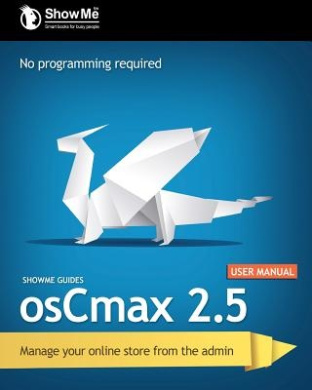 ShowMe™
Smart books for busy people
No programming required
USER MANUAL
SHOWME GUIDES
osCmax 2.5
Manage your online store from the admin